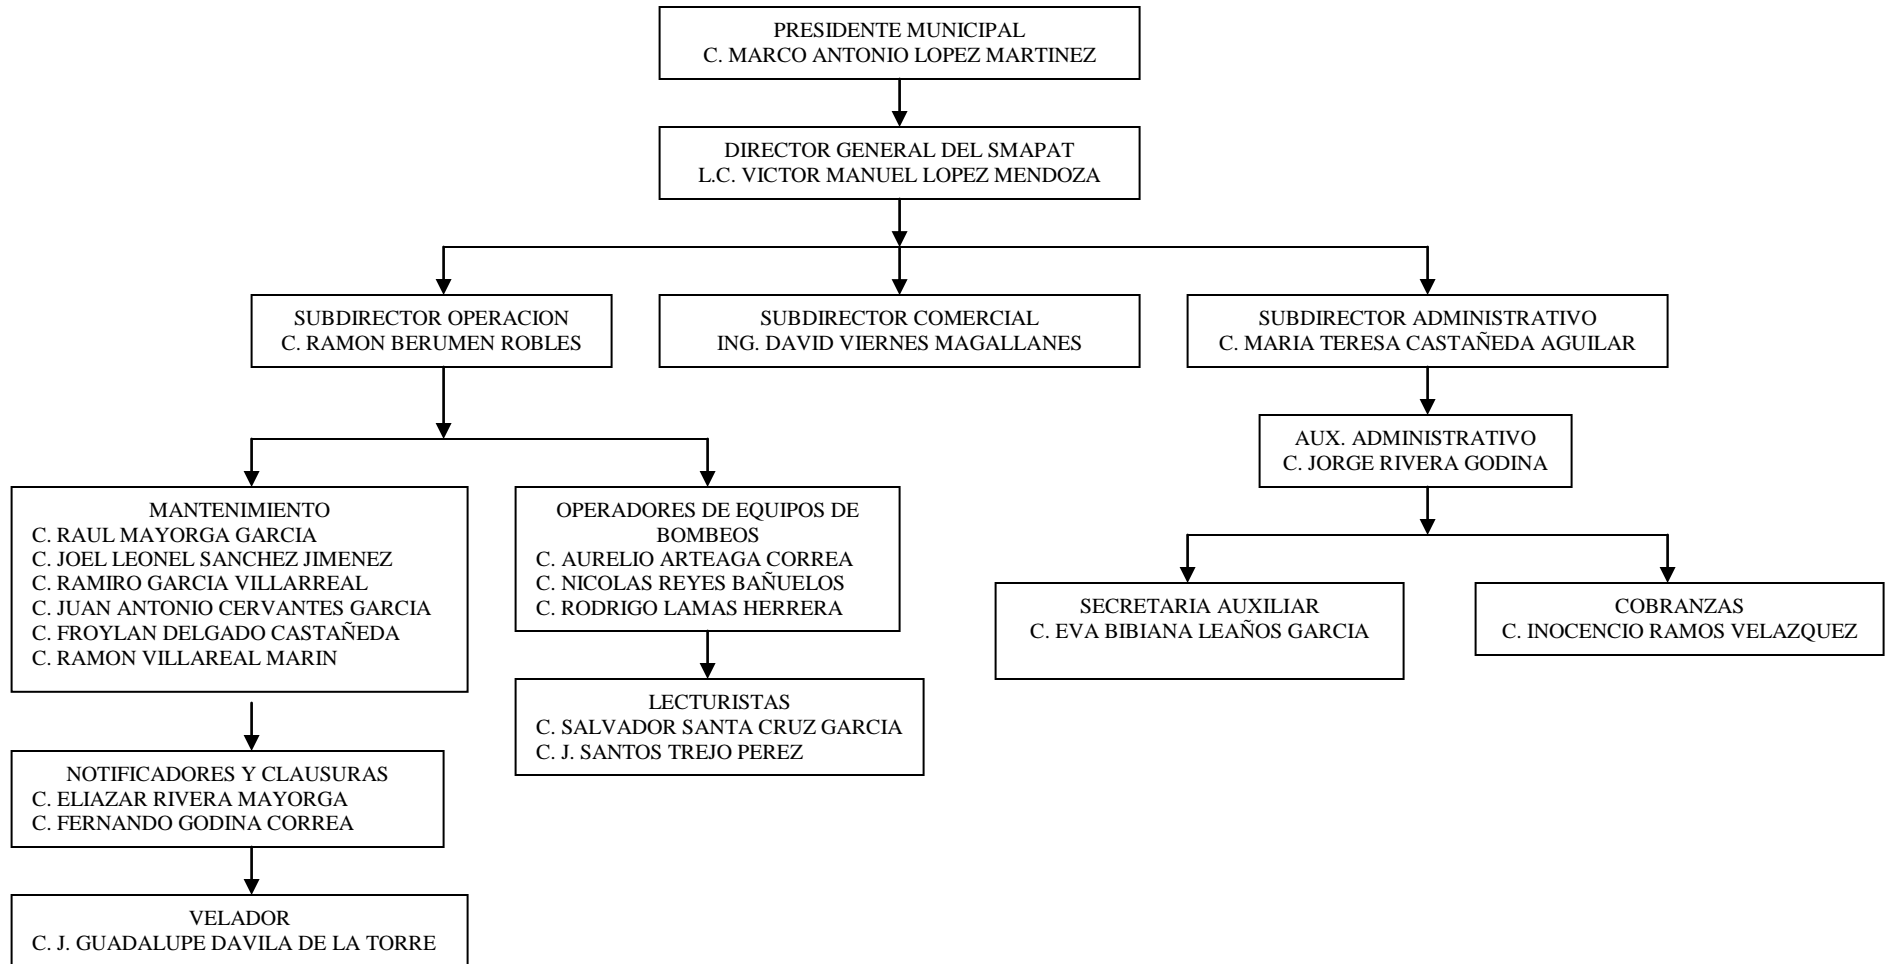 PRESIDENTE MUNICIPAL
C. MARCO ANTONIO LOPEZ MARTINEZ
DIRECTOR GENERAL DEL SMAPAT
L.C. VICTOR MANUEL LOPEZ MENDOZA
SUBDIRECTOR OPERACION
C. RAMON BERUMEN ROBLES
SUBDIRECTOR COMERCIAL
ING. DAVID VIERNES MAGALLANES
SUBDIRECTOR ADMINISTRATIVO
C. MARIA TERESA CASTAÑEDA AGUILAR
AUX. ADMINISTRATIVO
C. JORGE RIVERA GODINA
MANTENIMIENTO
C. RAUL MAYORGA GARCIA
C. JOEL LEONEL SANCHEZ JIMENEZ
C. RAMIRO GARCIA VILLARREAL
C. JUAN ANTONIO CERVANTES GARCIA
C. FROYLAN DELGADO CASTAÑEDA
C. RAMON VILLAREAL MARIN
OPERADORES DE EQUIPOS DE
BOMBEOS
C. AURELIO ARTEAGA CORREA
C. NICOLAS REYES BAÑUELOS
C. RODRIGO LAMAS HERRERA
SECRETARIA AUXILIAR
C. EVA BIBIANA LEAÑOS GARCIA
COBRANZAS
C. INOCENCIO RAMOS VELAZQUEZ
LECTURISTAS
C. SALVADOR SANTA CRUZ GARCIA
C. J. SANTOS TREJO PEREZ
NOTIFICADORES Y CLAUSURAS
C. ELIAZAR RIVERA MAYORGA
C. FERNANDO GODINA CORREA
VELADOR
C. J. GUADALUPE DAVILA DE LA TORRE